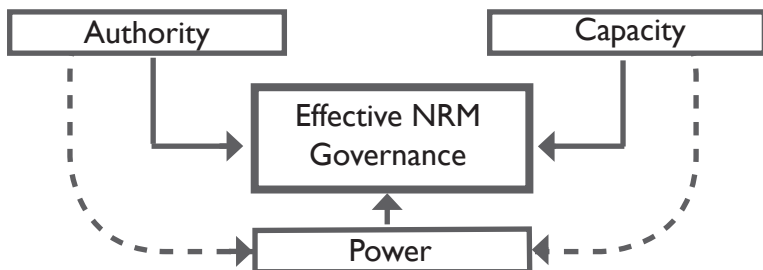 Authority
Capacity
Effective NRM
Governance
Power